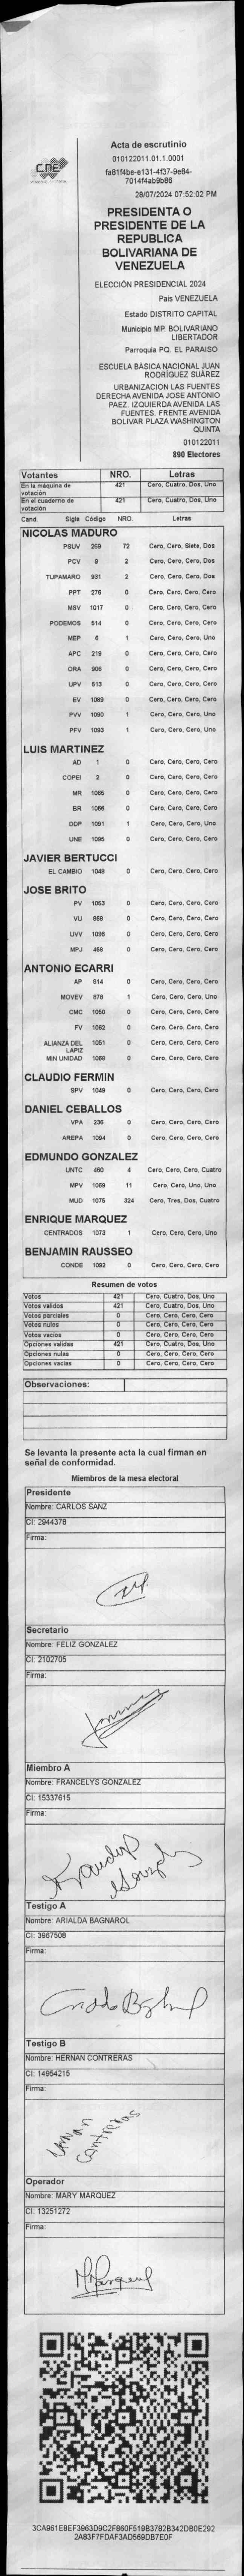 CNE
Acta de escrutinio
010122011.01.1.0001
fa81f4be-e131-4f37-9e84-
7014f4ab9b86
28/07/2024 07:52:02 PM
PRESIDENTA O
PRESIDENTE DE LA
REPUBLICA
BOLIVARIANA DE
VENEZUELA
ELECCIÓN PRESIDENCIAL 2024
País VENEZUELA
Estado DISTRITO CAPITAL
Municipio MP. BOLIVARIANO
LIBERTADOR
Parroquia PQ. EL PARAISO
ESCUELA BASICA NACIONAL JUAN
RODRÍGUEZ SUÁREZ
URBANIZACION LAS FUENTES
DERECHA AVENIDA JOSE ANTONIO
PAEZ. IZQUIERDA AVENIDA LAS
FUENTES. FRENTE AVENIDA
BOLIVAR PLAZA WASHINGTON
QUINTA
010122011
890 Electores
Votantes NRO. Letras
En la máquina de votación 421 Cero, Cuatro, Dos, Uno
En el cuaderno de votación 421 Cero, Cuatro, Dos, Uno
Cand. Sigla Código NRO. Letras
NICOLAS MADURO
PSUV 269 72 Cero, Cero, Siete, Dos
PCV 9 2 Cero, Cero, Cero, Dos
TUPAMARO 931 2 Cero, Cero, Cero, Dos
PPT 276 0 Cero, Cero, Cero, Cero
MSV 1017 0 Cero, Cero, Cero, Cero
PODEMOS 514 0 Cero, Cero, Cero, Cero
MEP 6 1 Cero, Cero, Cero, Uno
APC 219 0 Cero, Cero, Cero, Cero
ORA 906 0 Cero, Cero, Cero, Cero
UPV 513 0 Cero, Cero, Cero, Cero
EV 1089 0 Cero, Cero, Cero, Cero
PVV 1090 1 Cero, Cero, Cero, Uno
PFV 1093 1 Cero, Cero, Cero, Uno
LUIS MARTINEZ
AD 1 0 Cero, Cero, Cero, Cero
COPEI 2 0 Cero, Cero, Cero, Cero
MR 1065 0 Cero, Cero, Cero, Cero
BR 1066 0 Cero, Cero, Cero, Cero
DDP 1091 1 Cero, Cero, Cero, Uno
UNE 1095 0 Cero, Cero, Cero, Cero
JAVIER BERTUCCI
EL CAMBIO 1048 0 Cero, Cero, Cero, Cero
JOSE BRITO
PV 1053 0 Cero, Cero, Cero, Cero
VU 868 0 Cero, Cero, Cero, Cero
UVV 1096 0 Cero, Cero, Cero, Cero
MPJ 458 0 Cero, Cero, Cero, Cero
ANTONIO ECARRI
AP 814 0 Cero, Cero, Cero, Cero
MOVEV 878 1 Cero, Cero, Cero, Uno
CMC 1050 0 Cero, Cero, Cero, Cero
FV 1062 0 Cero, Cero, Cero, Cero
ALIANZA DEL LAPIZ 1051 0 Cero, Cero, Cero, Cero
MIN UNIDAD 1068 0 Cero, Cero, Cero, Cero
CLAUDIO FERMIN
SPV 1049 0 Cero, Cero, Cero, Cero
DANIEL CEBALLOS
VPA 236 0 Cero, Cero, Cero, Cero
AREPA 1094 0 Cero, Cero, Cero, Cero
EDMUNDO GONZALEZ
UNTC 460 4 Cero, Cero, Cero, Cuatro
MPV 1069 11 Cero, Cero, Uno, Uno
MUD 1075 324 Cero, Tres, Dos, Cuatro
ENRIQUE MARQUEZ
CENTRADOS 1073 1 Cero, Cero, Cero, Uno
BENJAMIN RAUSSEO
CONDE 1092 0 Cero, Cero, Cero, Cero
Resumen de votos
Votos 421 Cero, Cuatro, Dos, Uno
Votos validos 421 Cero, Cuatro, Dos, Uno
Votos parciales 0 Cero, Cero, Cero, Cero
Votos nulos 0 Cero, Cero, Cero, Cero
Votos vacios 0 Cero, Cero, Cero, Cero
Opciones validas 421 Cero, Cuatro, Dos, Uno
Opciones nulas 0 Cero, Cero, Cero, Cero
Opciones vacias 0 Cero, Cero, Cero, Cero
Observaciones:
Se levanta la presente acta la cual firman en
señal de conformidad.
Miembros de la mesa electoral
Presidente
Nombre: CARLOS SANZ
CI: 2944378
Firma:
Secretario
Nombre: FELIZ GONZALEZ
CI: 2102705
Firma:
Miembro A
Nombre: FRANCELYS GONZALEZ
CI: 15337615
Firma:
Testigo A
Nombre: ARIALDA BAGNAROL
CI: 3967508
Firma:
Testigo B
Nombre: HERNAN CONTRERAS
CI: 14954215
Firma:
Hernan
Contreras
Operador
Nombre: MARY MARQUEZ
CI: 13251272
Firma:
MMarquez
3CA961E8EF3963D9C2F860F519B3762B342DB0E292
2A83F7FDAF3AD569DB7E0F